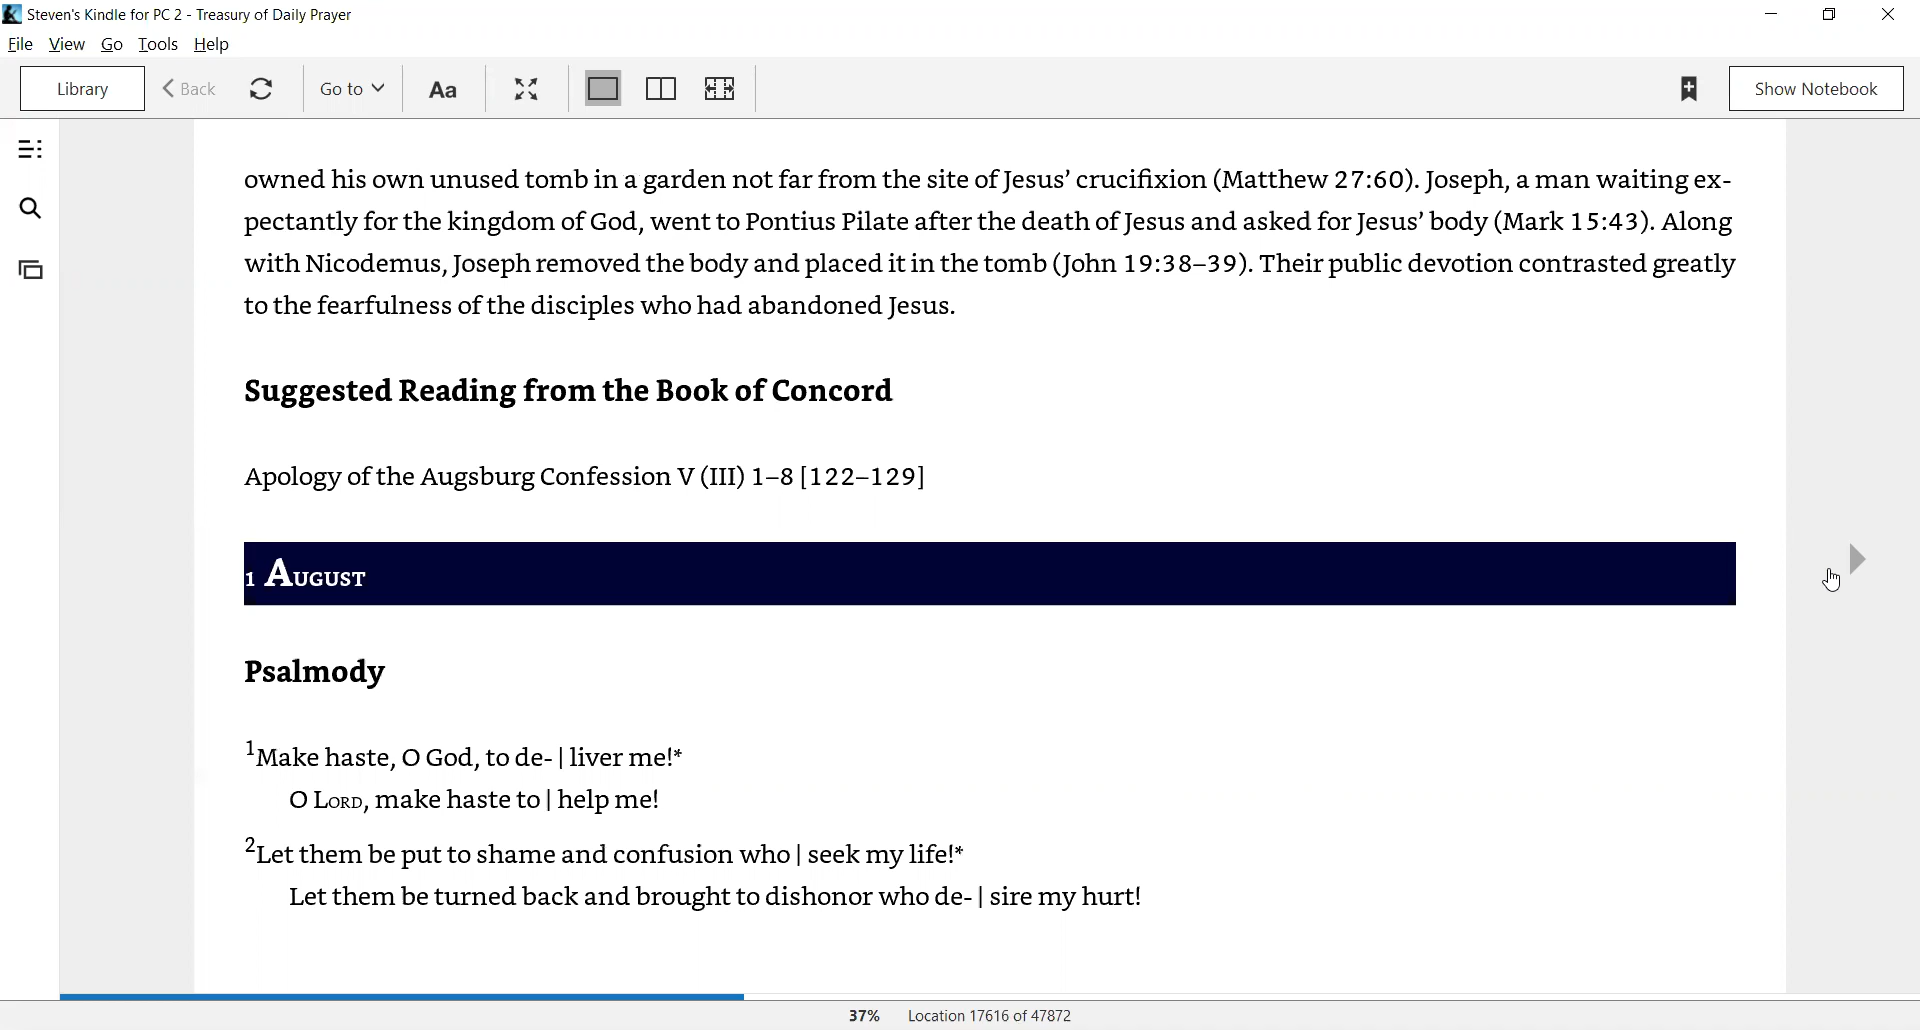 Steven's Kindle for PC 2 - Treasury of Daily Prayer
File View Go Tools Help
Library Back Go to Aa Show Notebook
owned his own unused tomb in a garden not far from the site of Jesus’ crucifixion (Matthew 27:60). Joseph, a man waiting ex-
pectantly for the kingdom of God, went to Pontius Pilate after the death of Jesus and asked for Jesus’ body (Mark 15:43). Along
with Nicodemus, Joseph removed the body and placed it in the tomb (John 19:38–39). Their public devotion contrasted greatly
to the fearfulness of the disciples who had abandoned Jesus.
Suggested Reading from the Book of Concord
Apology of the Augsburg Confession V (III) 1–8 [122–129]
1 August
Psalmody
1Make haste, O God, to de- | liver me!*
O Lord, make haste to | help me!
2Let them be put to shame and confusion who | seek my life!*
Let them be turned back and brought to dishonor who de- | sire my hurt!
37% Location 17616 of 47872